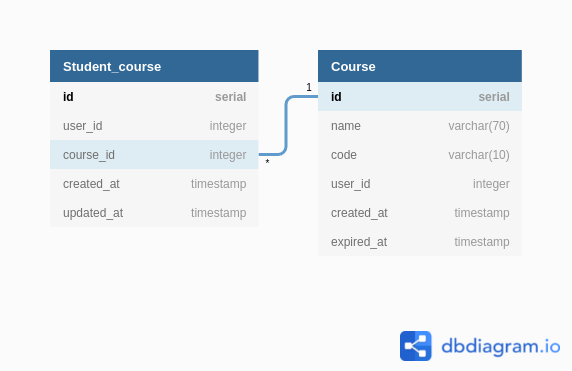 Student_course
id serial
user_id integer
course_id integer
created_at timestamp
updated_at timestamp
*
1
Course
id serial
name varchar(70)
code varchar(10)
user_id integer
created_at timestamp
expired_at timestamp
dbdiagram.io